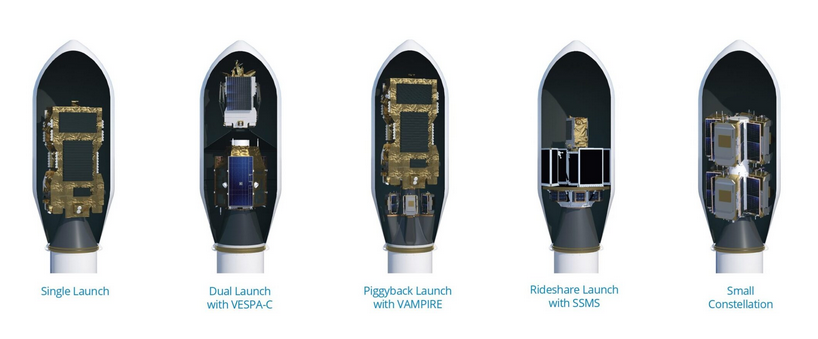 Single Launch
Dual Launch
with VESPA-C
Piggyback Launch
with VAMPIRE
Rideshare Launch
with SSMS
Small
Constellation